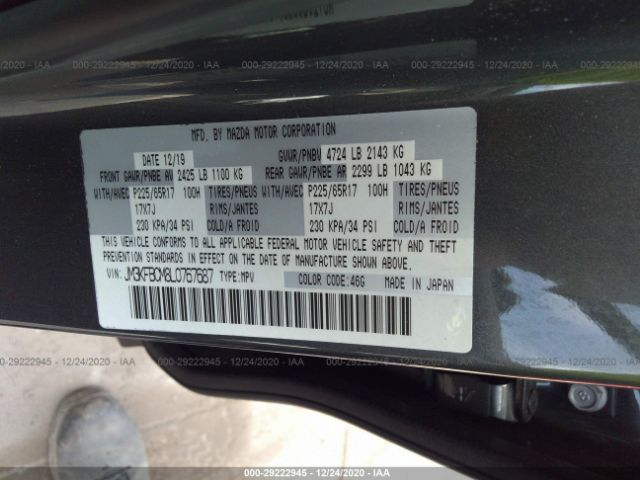 000-29222945 - 12/24/2020 - IAAI
MFD. BY MAZDA MOTOR CORPORATION
DATE 12/19 GVWR/PNBV 4724 LB 2143 KG
FRONT GAWR/PNBE AV 2425 LB 1100 KG REAR GAWR/PNBE AR 2299 LB 1043 KG
WITH/AVEC P225/65R17 100H TIRES/PNEUS WITH/AVEC P225/65R17 100H TIRES/PNEUS
17X7J RIMS/JANTES 17X7J RIMS/JANTES
230 KPA/34 PSI COLD/A FROID 230 KPA/34 PSI COLD/A FROID
THIS VEHICLE CONFORMS TO ALL APPLICABLE FEDERAL MOTOR VEHICLE SAFETY AND THEFT
PREVENTION STANDARDS IN EFFECT ON THE DATE OF MANUFACTURE SHOWN ABOVE.
VIN: JM3KFBCM8L0767687 TYPE:MPV COLOR CODE:46G MADE IN JAPAN
000-29222945 - 12/24/2020 - IAAI
000-29222945 - 12/24/2020 - IAAI